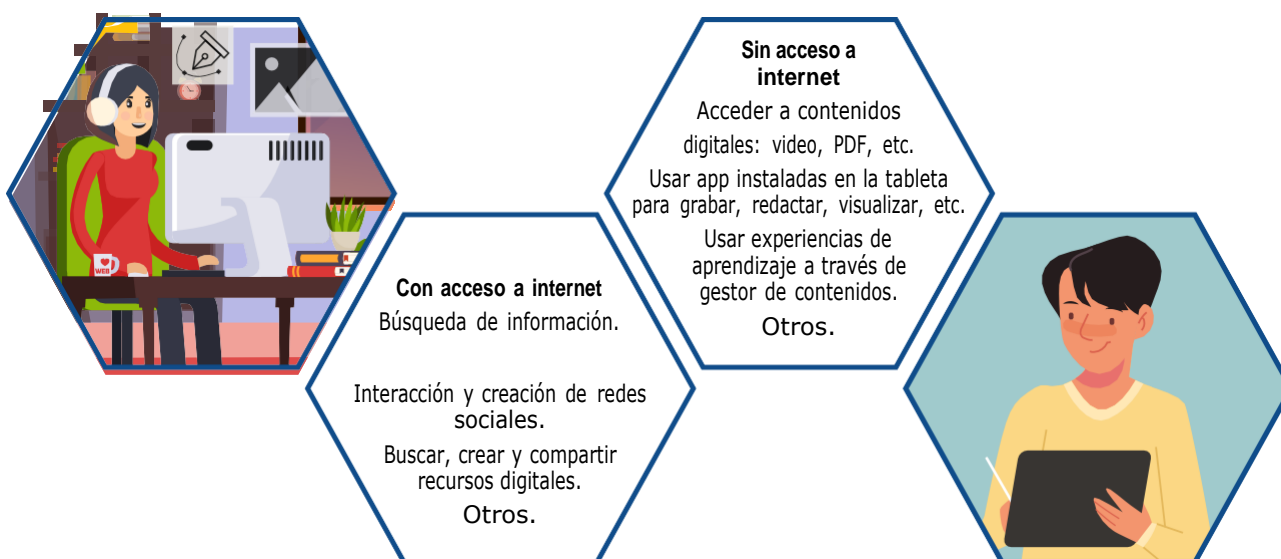 Sin acceso a
internet
Acceder a contenidos
digitales: video, PDF, etc.
Usar app instaladas en la tableta
para grabar, redactar, visualizar, etc.
Usar experiencias de
aprendizaje a través de
gestor de contenidos.
Otros.
Con acceso a internet
Búsqueda de información.
Interacción y creación de redes
sociales.
Buscar, crear y compartir
recursos digitales.
Otros.
WEB